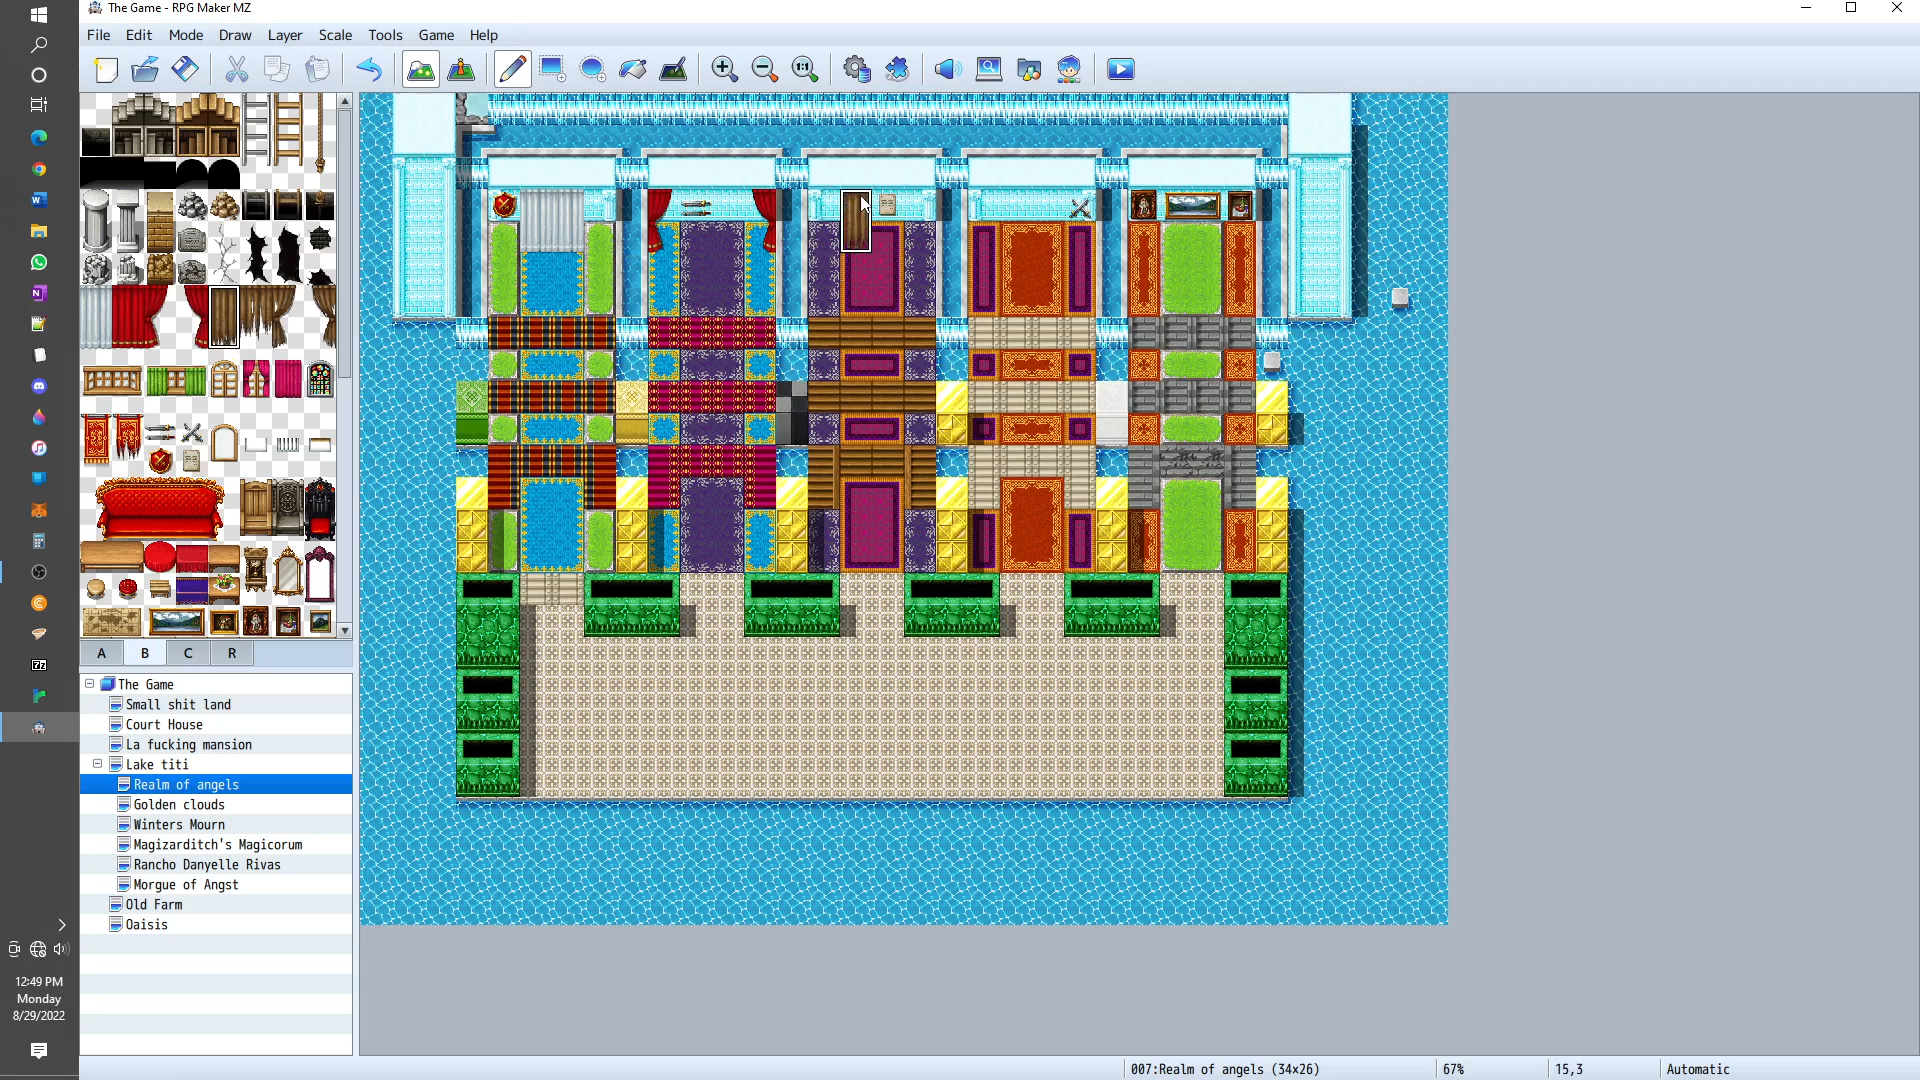 The Game - RPG Maker MZ
File Edit Mode Draw Layer Scale Tools Game Help
1:1
A B C R
The Game
Small shit land
Court House
La fucking mansion
Lake titi
Realm of angels
Golden clouds
Winters Mourn
Magizarditch's Magicorum
Rancho Danyelle Rivas
Morgue of Angst
Old Farm
Oaisis
12:49 PM
Monday
8/29/2022
007:Realm of angels (34x26) 67% 15,3 Automatic